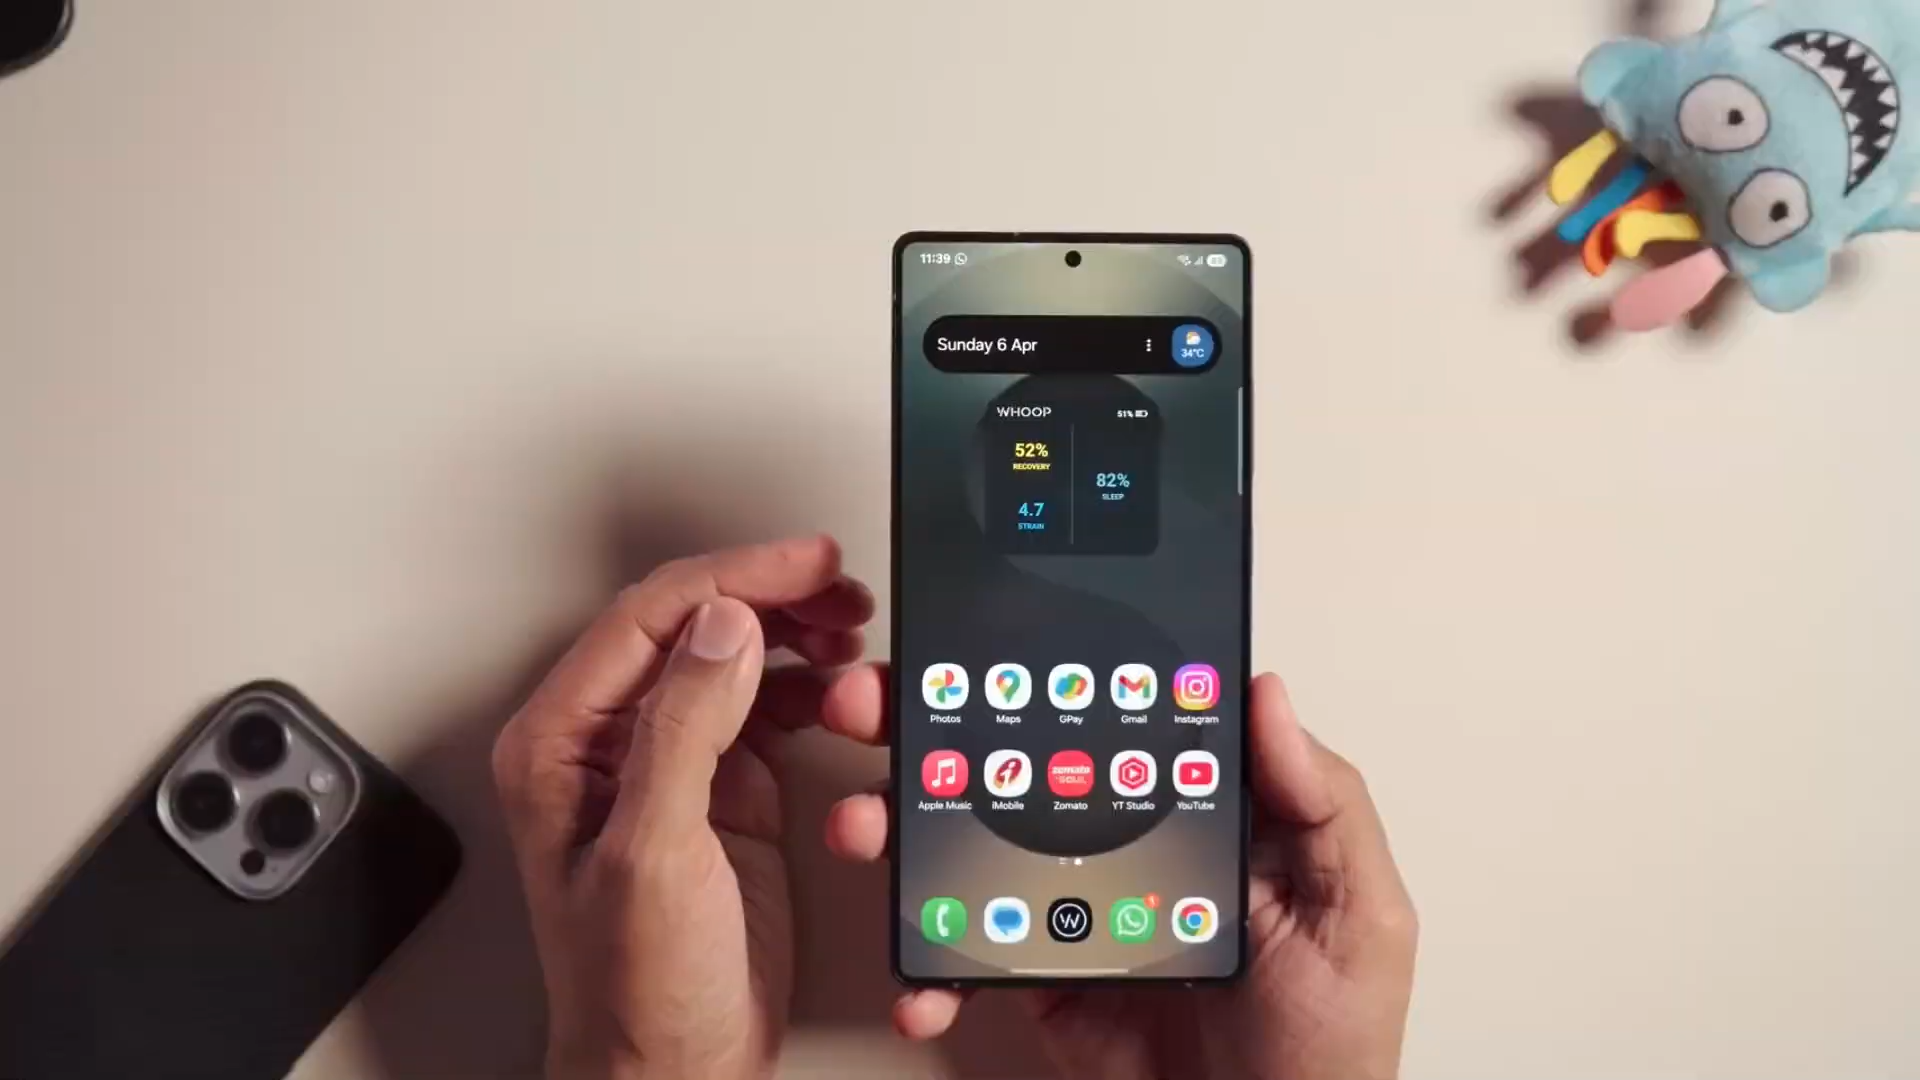 11:39
Sunday 6 Apr
34°C
WHOOP
51%
52%
RECOVERY
82%
SLEEP
4.7
STRAIN
Photos
Maps
GPay
Gmail
Instagram
zomato
Apple Music
iMobile
Zomato
YT Studio
YouTube
W
1